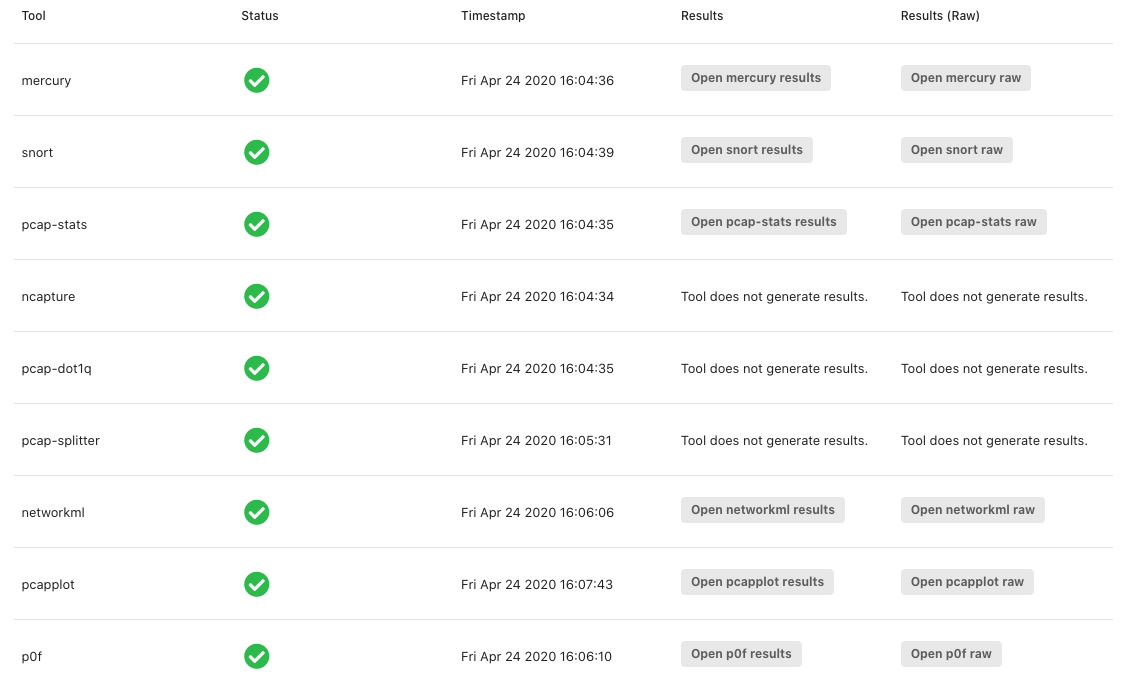 Tool Status Timestamp Results Results (Raw)
mercury Fri Apr 24 2020 16:04:36 Open mercury results Open mercury raw
snort Fri Apr 24 2020 16:04:39 Open snort results Open snort raw
pcap-stats Fri Apr 24 2020 16:04:35 Open pcap-stats results Open pcap-stats raw
ncapture Fri Apr 24 2020 16:04:34 Tool does not generate results. Tool does not generate results.
pcap-dot1q Fri Apr 24 2020 16:04:35 Tool does not generate results. Tool does not generate results.
pcap-splitter Fri Apr 24 2020 16:05:31 Tool does not generate results. Tool does not generate results.
networkml Fri Apr 24 2020 16:06:06 Open networkml results Open networkml raw
pcapplot Fri Apr 24 2020 16:07:43 Open pcapplot results Open pcapplot raw
p0f Fri Apr 24 2020 16:06:10 Open p0f results Open p0f raw